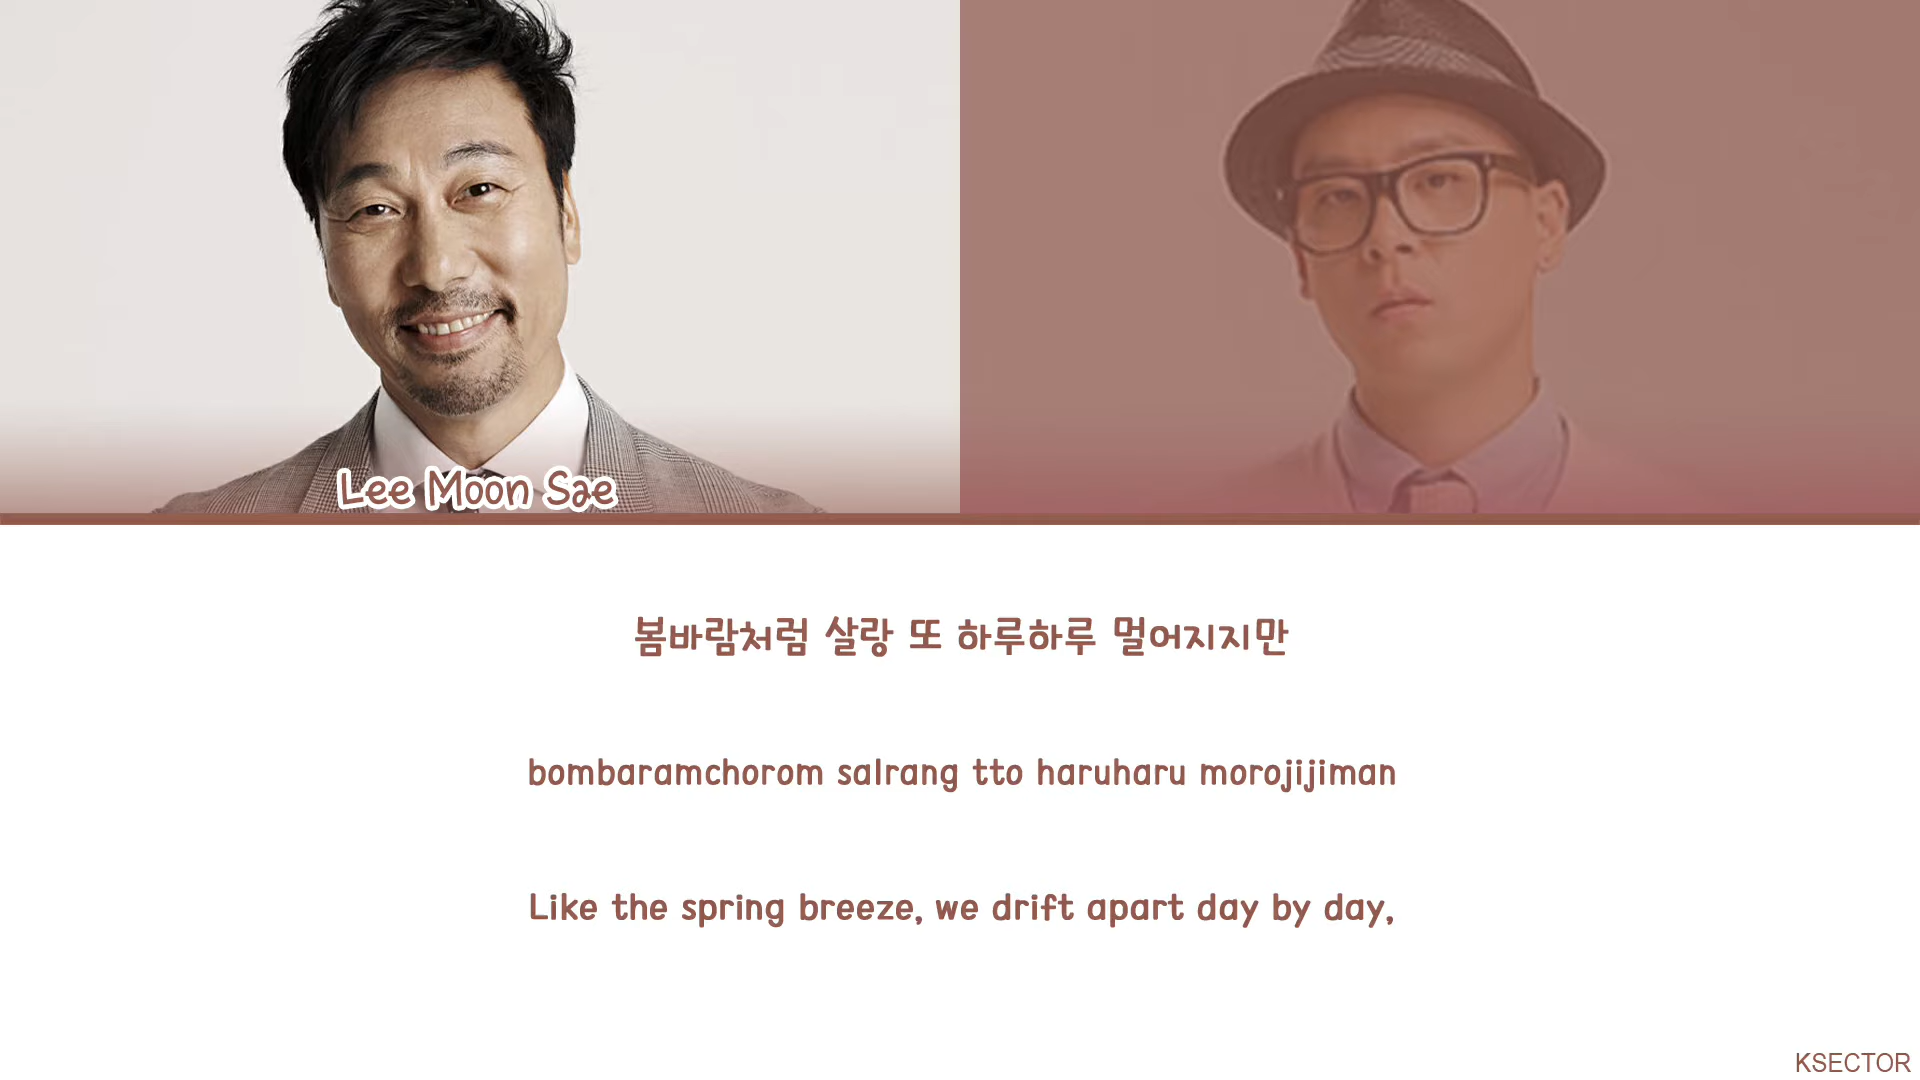 Lee Moon Sae
봄바람처럼 살랑 또 하루하루 멀어지지만
bombaramchorom salrang tto haruharu morojijiman
Like the spring breeze, we drift apart day by day,
KSECTOR